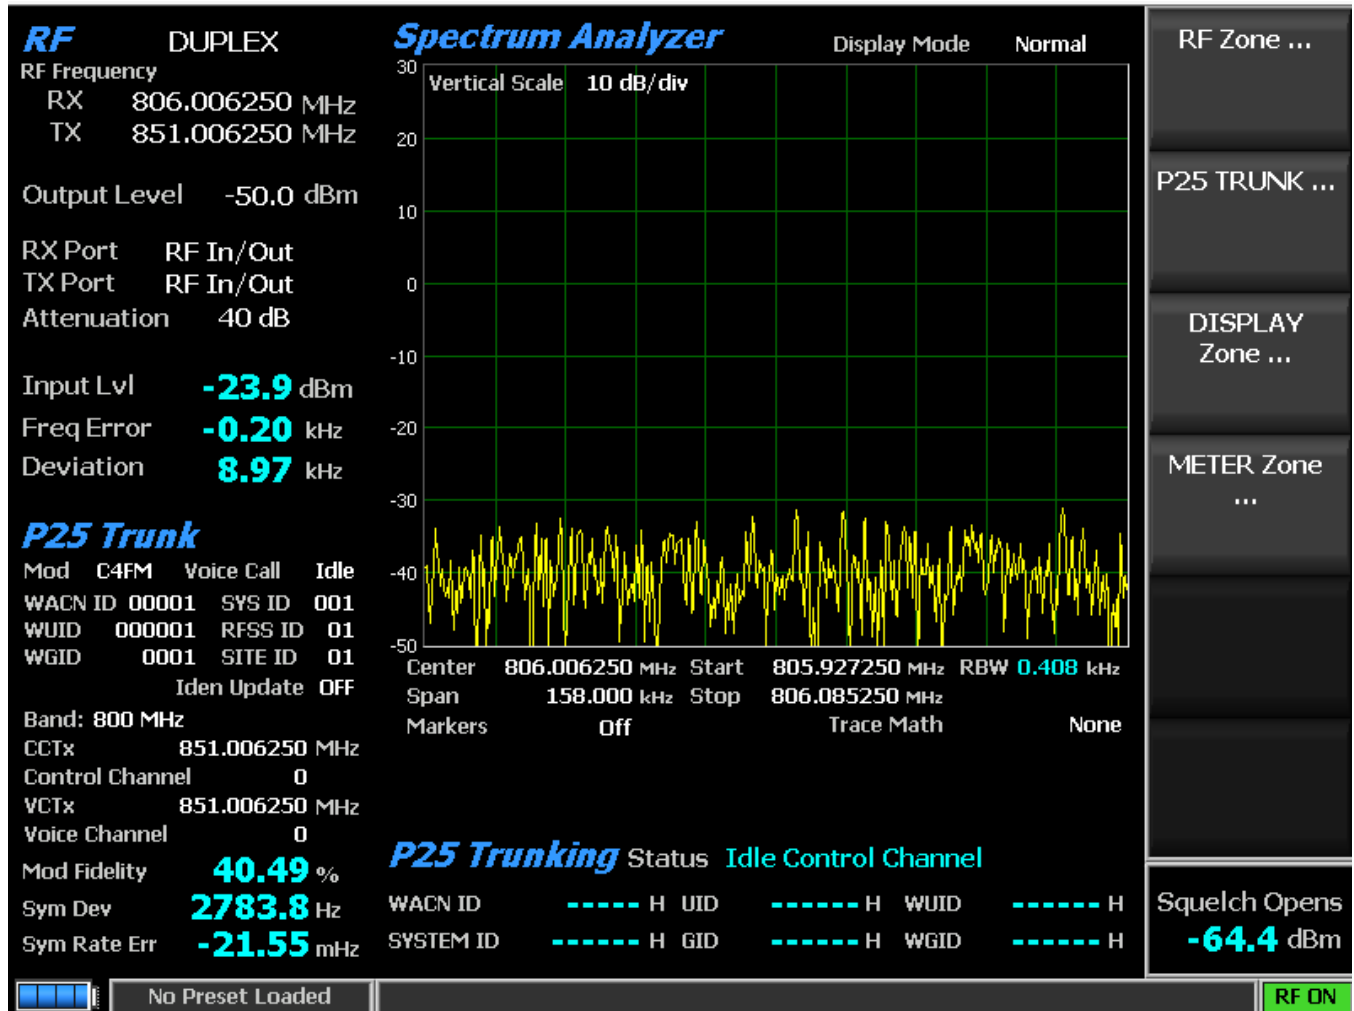 RF DUPLEX
RF Frequency
RX 806.006250 MHz
TX 851.006250 MHz
Output Level -50.0 dBm
RX Port RF In/Out
TX Port RF In/Out
Attenuation 40 dB
Input Lvl -23.9 dBm
Freq Error -0.20 kHz
Deviation 8.97 kHz
P25 Trunk
Mod C4FM Voice Call Idle
WACN ID 00001 SYS ID 001
WUID 000001 RFSS ID 01
WGID 0001 SITE ID 01
Iden Update OFF
Band: 800 MHz
CCTx 851.006250 MHz
Control Channel 0
VCTx 851.006250 MHz
Voice Channel 0
Mod Fidelity 40.49 %
Sym Dev 2783.8 Hz
Sym Rate Err -21.55 mHz
Spectrum Analyzer Display Mode Normal
Vertical Scale 10 dB/div
30
20
10
0
-10
-20
-30
-40
-50
Center 806.006250 MHz Start 805.927250 MHz RBW 0.408 kHz
Span 158.000 kHz Stop 806.085250 MHz
Markers Off Trace Math None
P25 Trunking Status Idle Control Channel
WACN ID ----- H UID ------ H WUID ------ H
SYSTEM ID ------ H GID ------ H WGID ------ H
RF Zone ...
P25 TRUNK ...
DISPLAY
Zone ...
METER Zone
...
Squelch Opens
-64.4 dBm
No Preset Loaded
RF ON